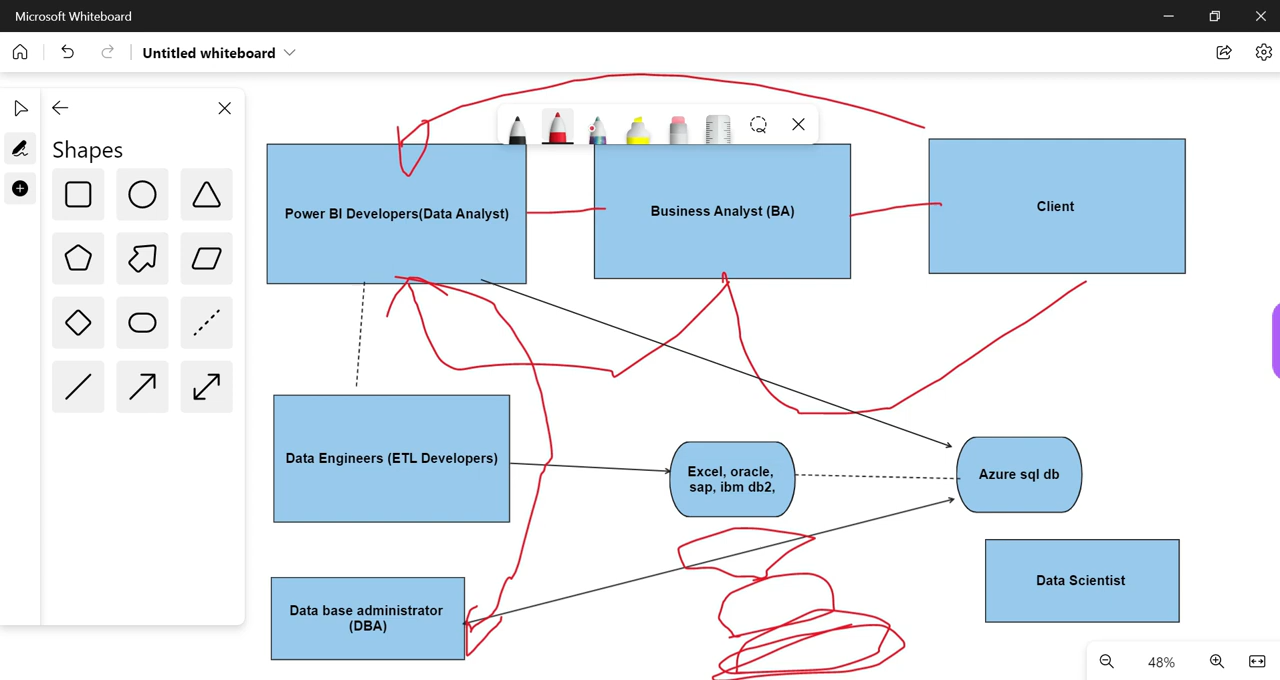 Microsoft Whiteboard
Untitled whiteboard
Shapes
Power BI Developers(Data Analyst)
Business Analyst (BA)
Client
Data Engineers (ETL Developers)
Excel, oracle,
sap, ibm db2,
Azure sql db
Data Scientist
Data base administrator
(DBA)
48%